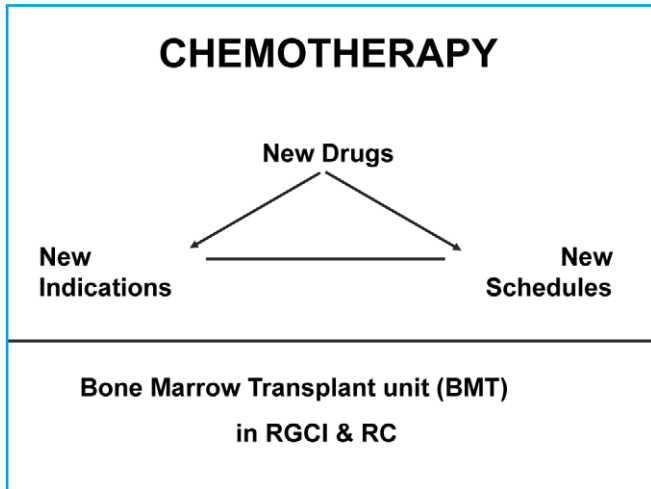 CHEMOTHERAPY
New Drugs
New
Indications
New
Schedules
Bone Marrow Transplant unit (BMT)
in RGCI & RC